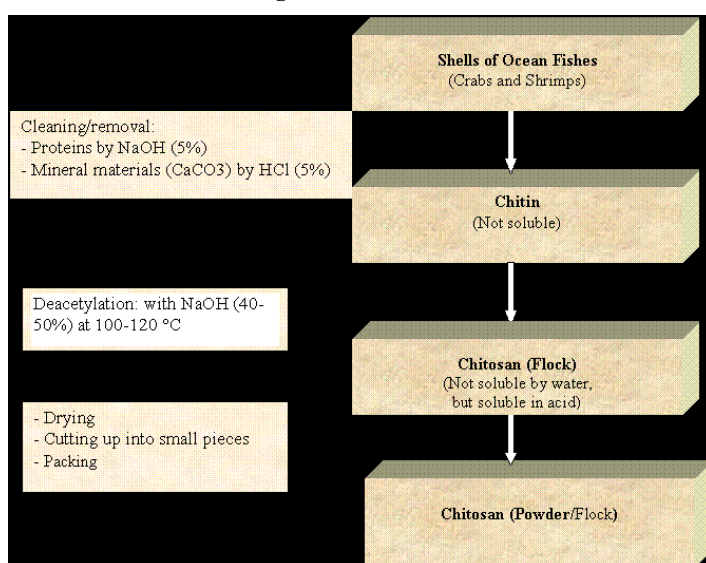 Shells of Ocean Fishes
(Crabs and Shrimps)
Cleaning/removal:
- Proteins by NaOH (5%)
- Mineral materials (CaCO3) by HCl (5%)
Chitin
(Not soluble)
Deacetylation: with NaOH (40-
50%) at 100-120 °C
Chitosan (Flock)
(Not soluble by water,
but soluble in acid)
- Drying
- Cutting up into small pieces
- Packing
Chitosan (Powder/Flock)